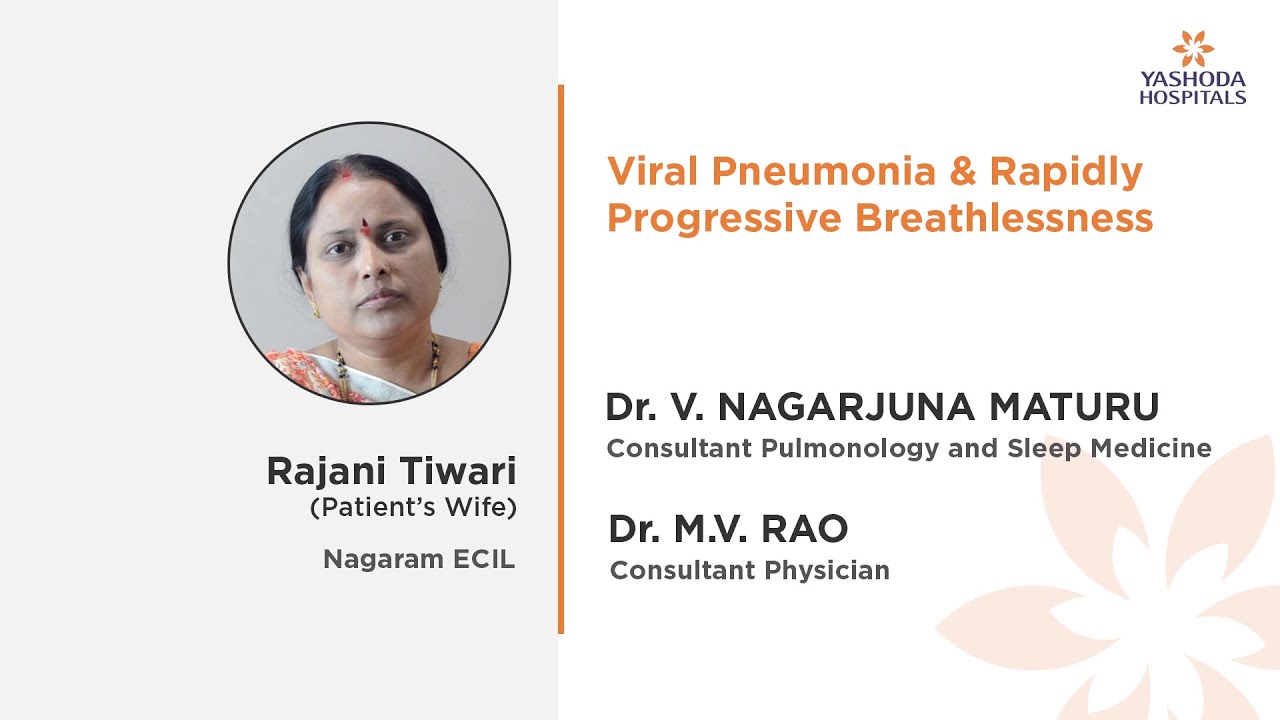 YASHODA
HOSPITALS
Viral Pneumonia & Rapidly
Progressive Breathlessness
Rajani Tiwari
(Patient's Wife)
Nagaram ECIL
Dr. V. NAGARJUNA MATURU
Consultant Pulmonology and Sleep Medicine
Dr. M.V. RAO
Consultant Physician